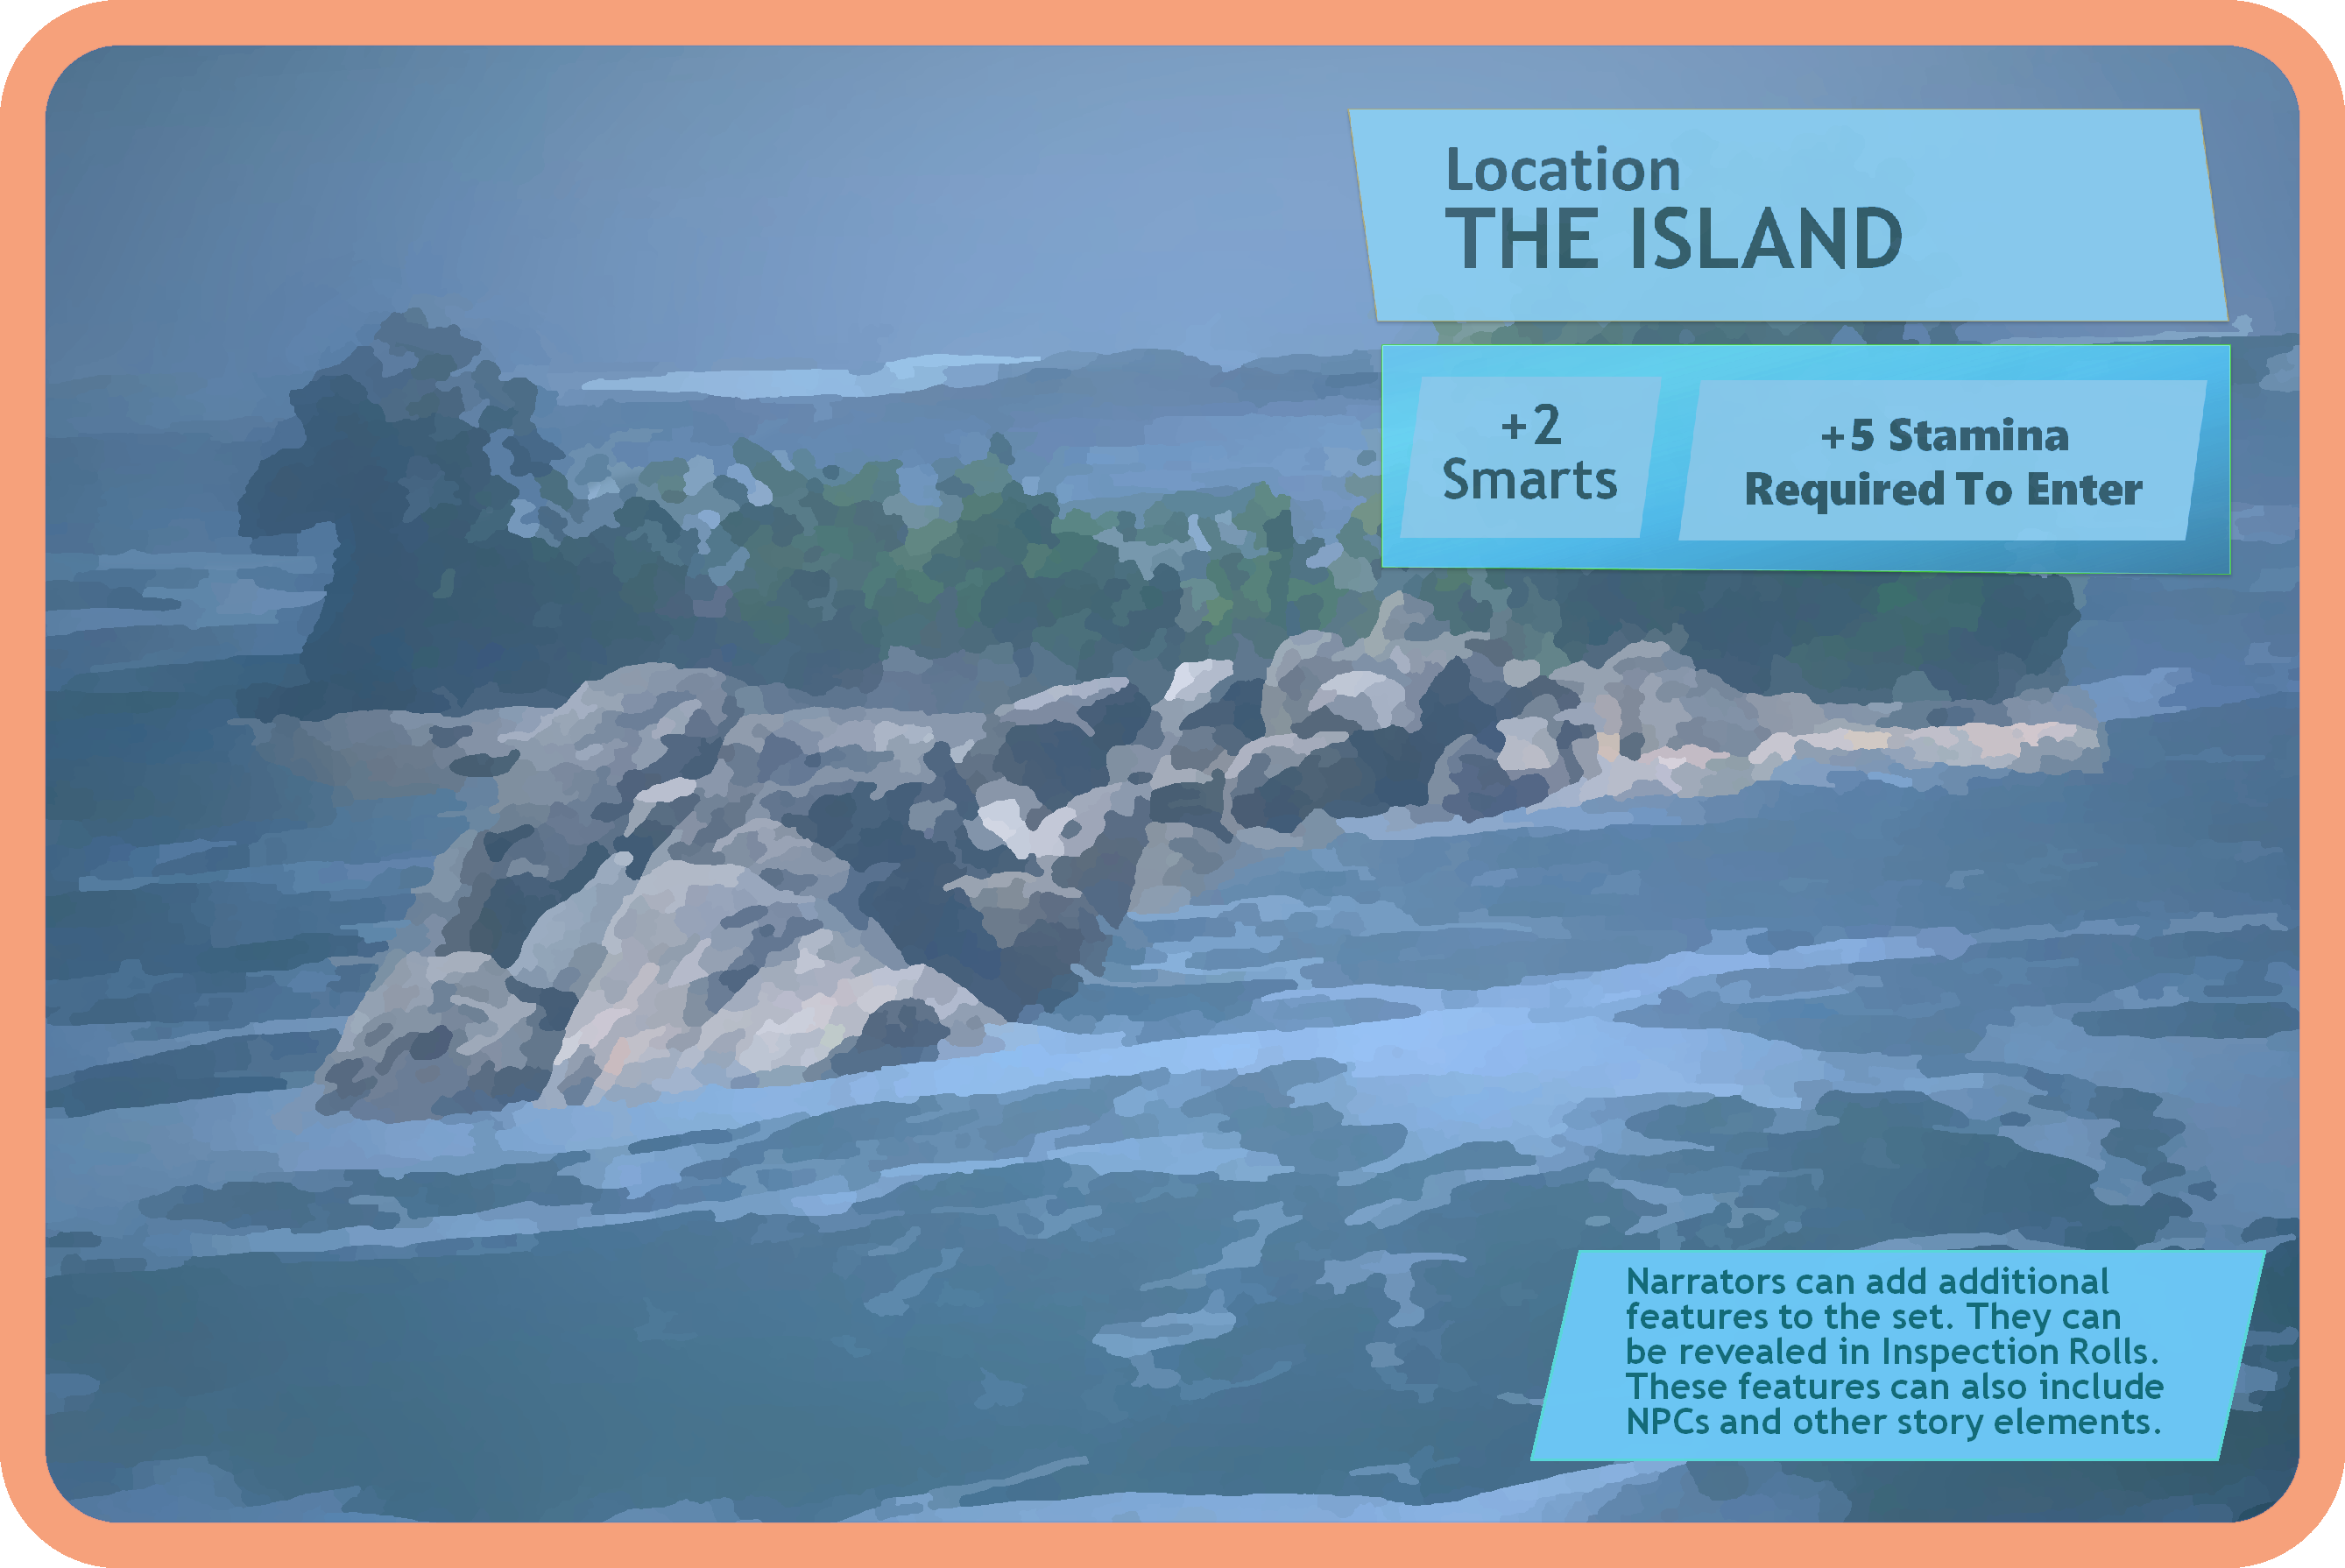 Location
THE ISLAND
+2
Smarts
+5 Stamina
Required To Enter
Narrators can add additional
features to the set. They can
be revealed in Inspection Rolls.
These features can also include
NPCs and other story elements.